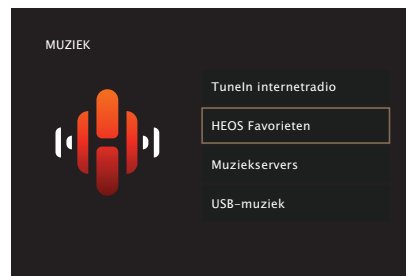 MUZIEK
TuneIn internetradio
HEOS Favorieten
Muziekservers
USB-muziek